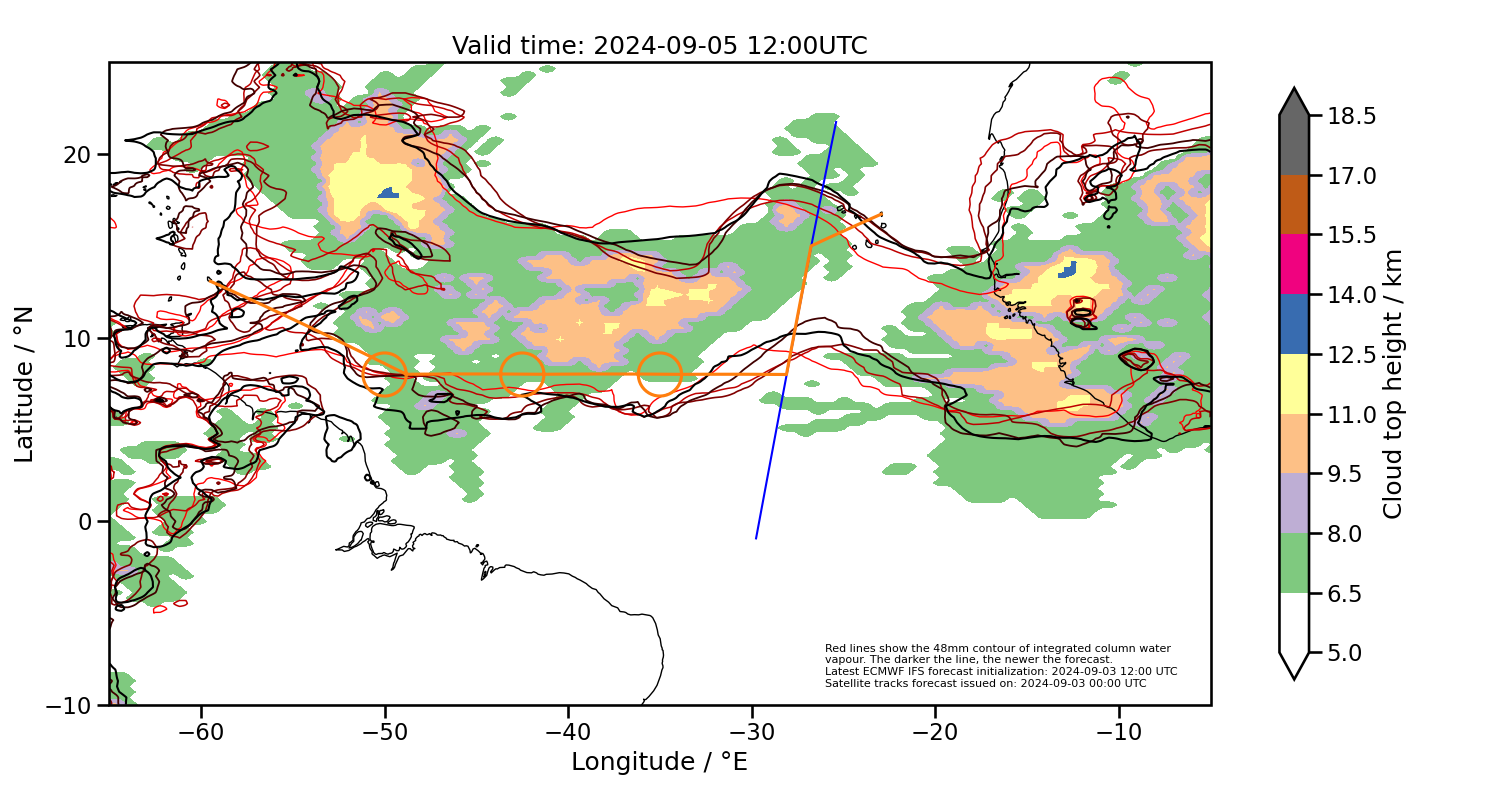 Valid time: 2024-09-05 12:00UTC
20
10
0
−10
Latitude / °N
−60
−50
−40
−30
−20
−10
Longitude / °E
Red lines show the 48mm contour of integrated column water
vapour. The darker the line, the newer the forecast.
Latest ECMWF IFS forecast initialization: 2024-09-03 12:00 UTC
Satellite tracks forecast issued on: 2024-09-03 00:00 UTC
18.5
17.0
15.5
14.0
12.5
11.0
9.5
8.0
6.5
5.0
Cloud top height / km